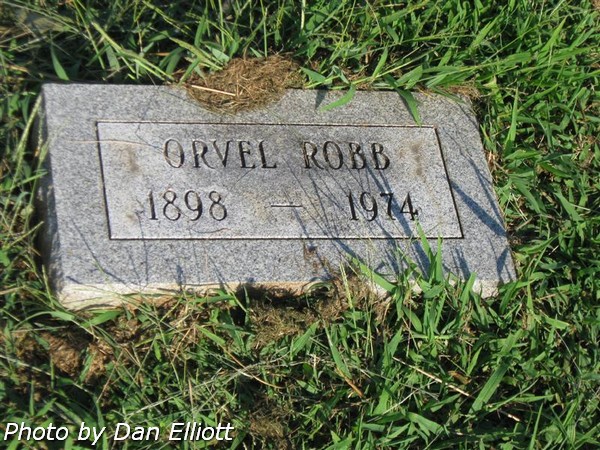 ORVEL ROBB
1898 — 1974
Photo by Dan Elliott